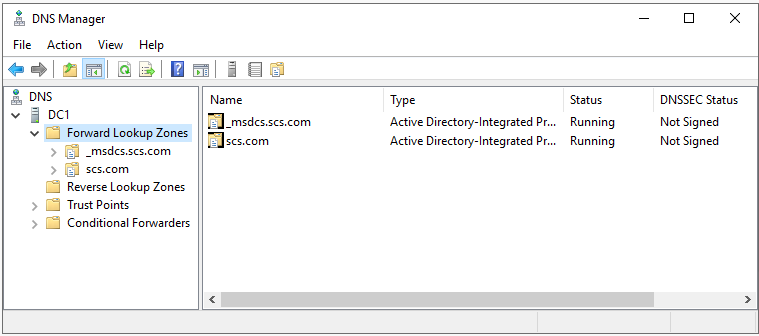 DNS Manager
File Action View Help
DNS
DC1
Forward Lookup Zones
_msdcs.scs.com
scs.com
Reverse Lookup Zones
Trust Points
Conditional Forwarders
Name Type Status DNSSEC Status
_msdcs.scs.com Active Directory-Integrated Pr... Running Not Signed
scs.com Active Directory-Integrated Pr... Running Not Signed